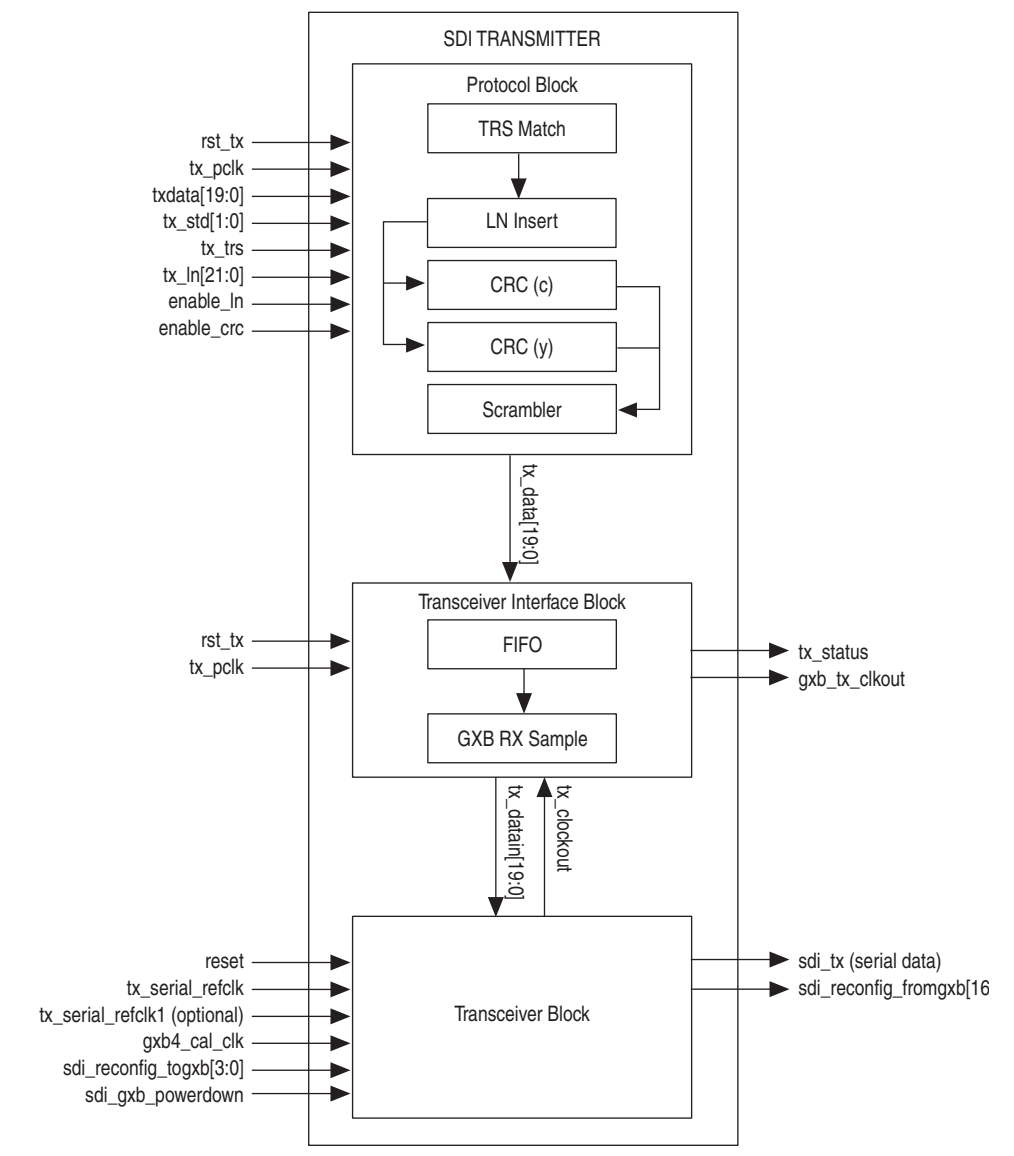 SDI TRANSMITTER
Protocol Block
TRS Match
rst_tx
tx_pclk
txdata[19:0]
tx_std[1:0]
tx_trs
tx_ln[21:0]
enable_ln
enable_crc
LN Insert
CRC (c)
CRC (y)
Scrambler
tx_data[19:0]
Transceiver Interface Block
rst_tx
tx_pclk
FIFO
GXB RX Sample
tx_status
gxb_tx_clkout
tx_datain[19:0]
tx_clockout
reset
tx_serial_refclk
tx_serial_refclk1 (optional)
gxb4_cal_clk
sdi_reconfig_togxb[3:0]
sdi_gxb_powerdown
Transceiver Block
sdi_tx (serial data)
sdi_reconfig_fromgxb[16